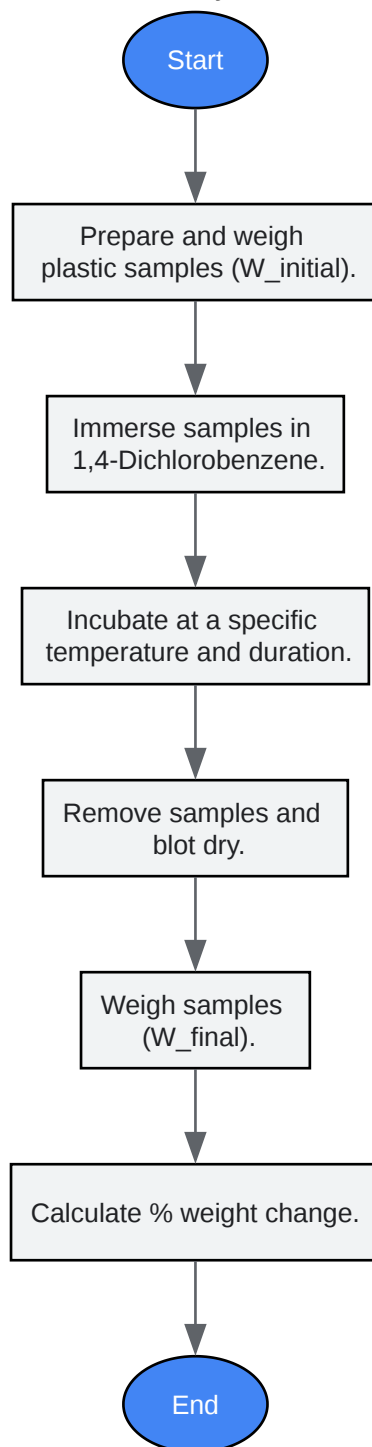 Start
Prepare and weigh
plastic samples (W_initial).
Immerse samples in
1,4-Dichlorobenzene.
Incubate at a specific
temperature and duration.
Remove samples and
blot dry.
Weigh samples
(W_final).
Calculate % weight change.
End